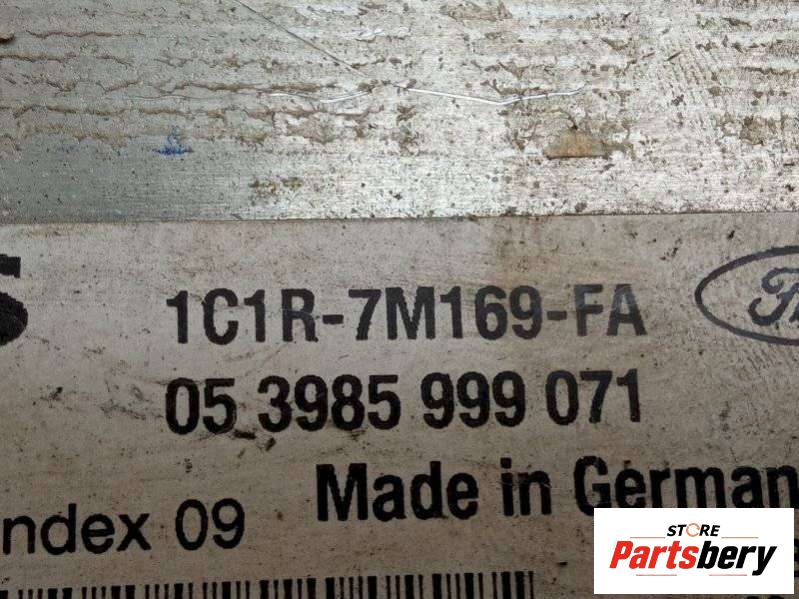 S
1C1R-7M169-FA
05 3985 999 071
Made in German
ndex 09
STORE
Partsbery